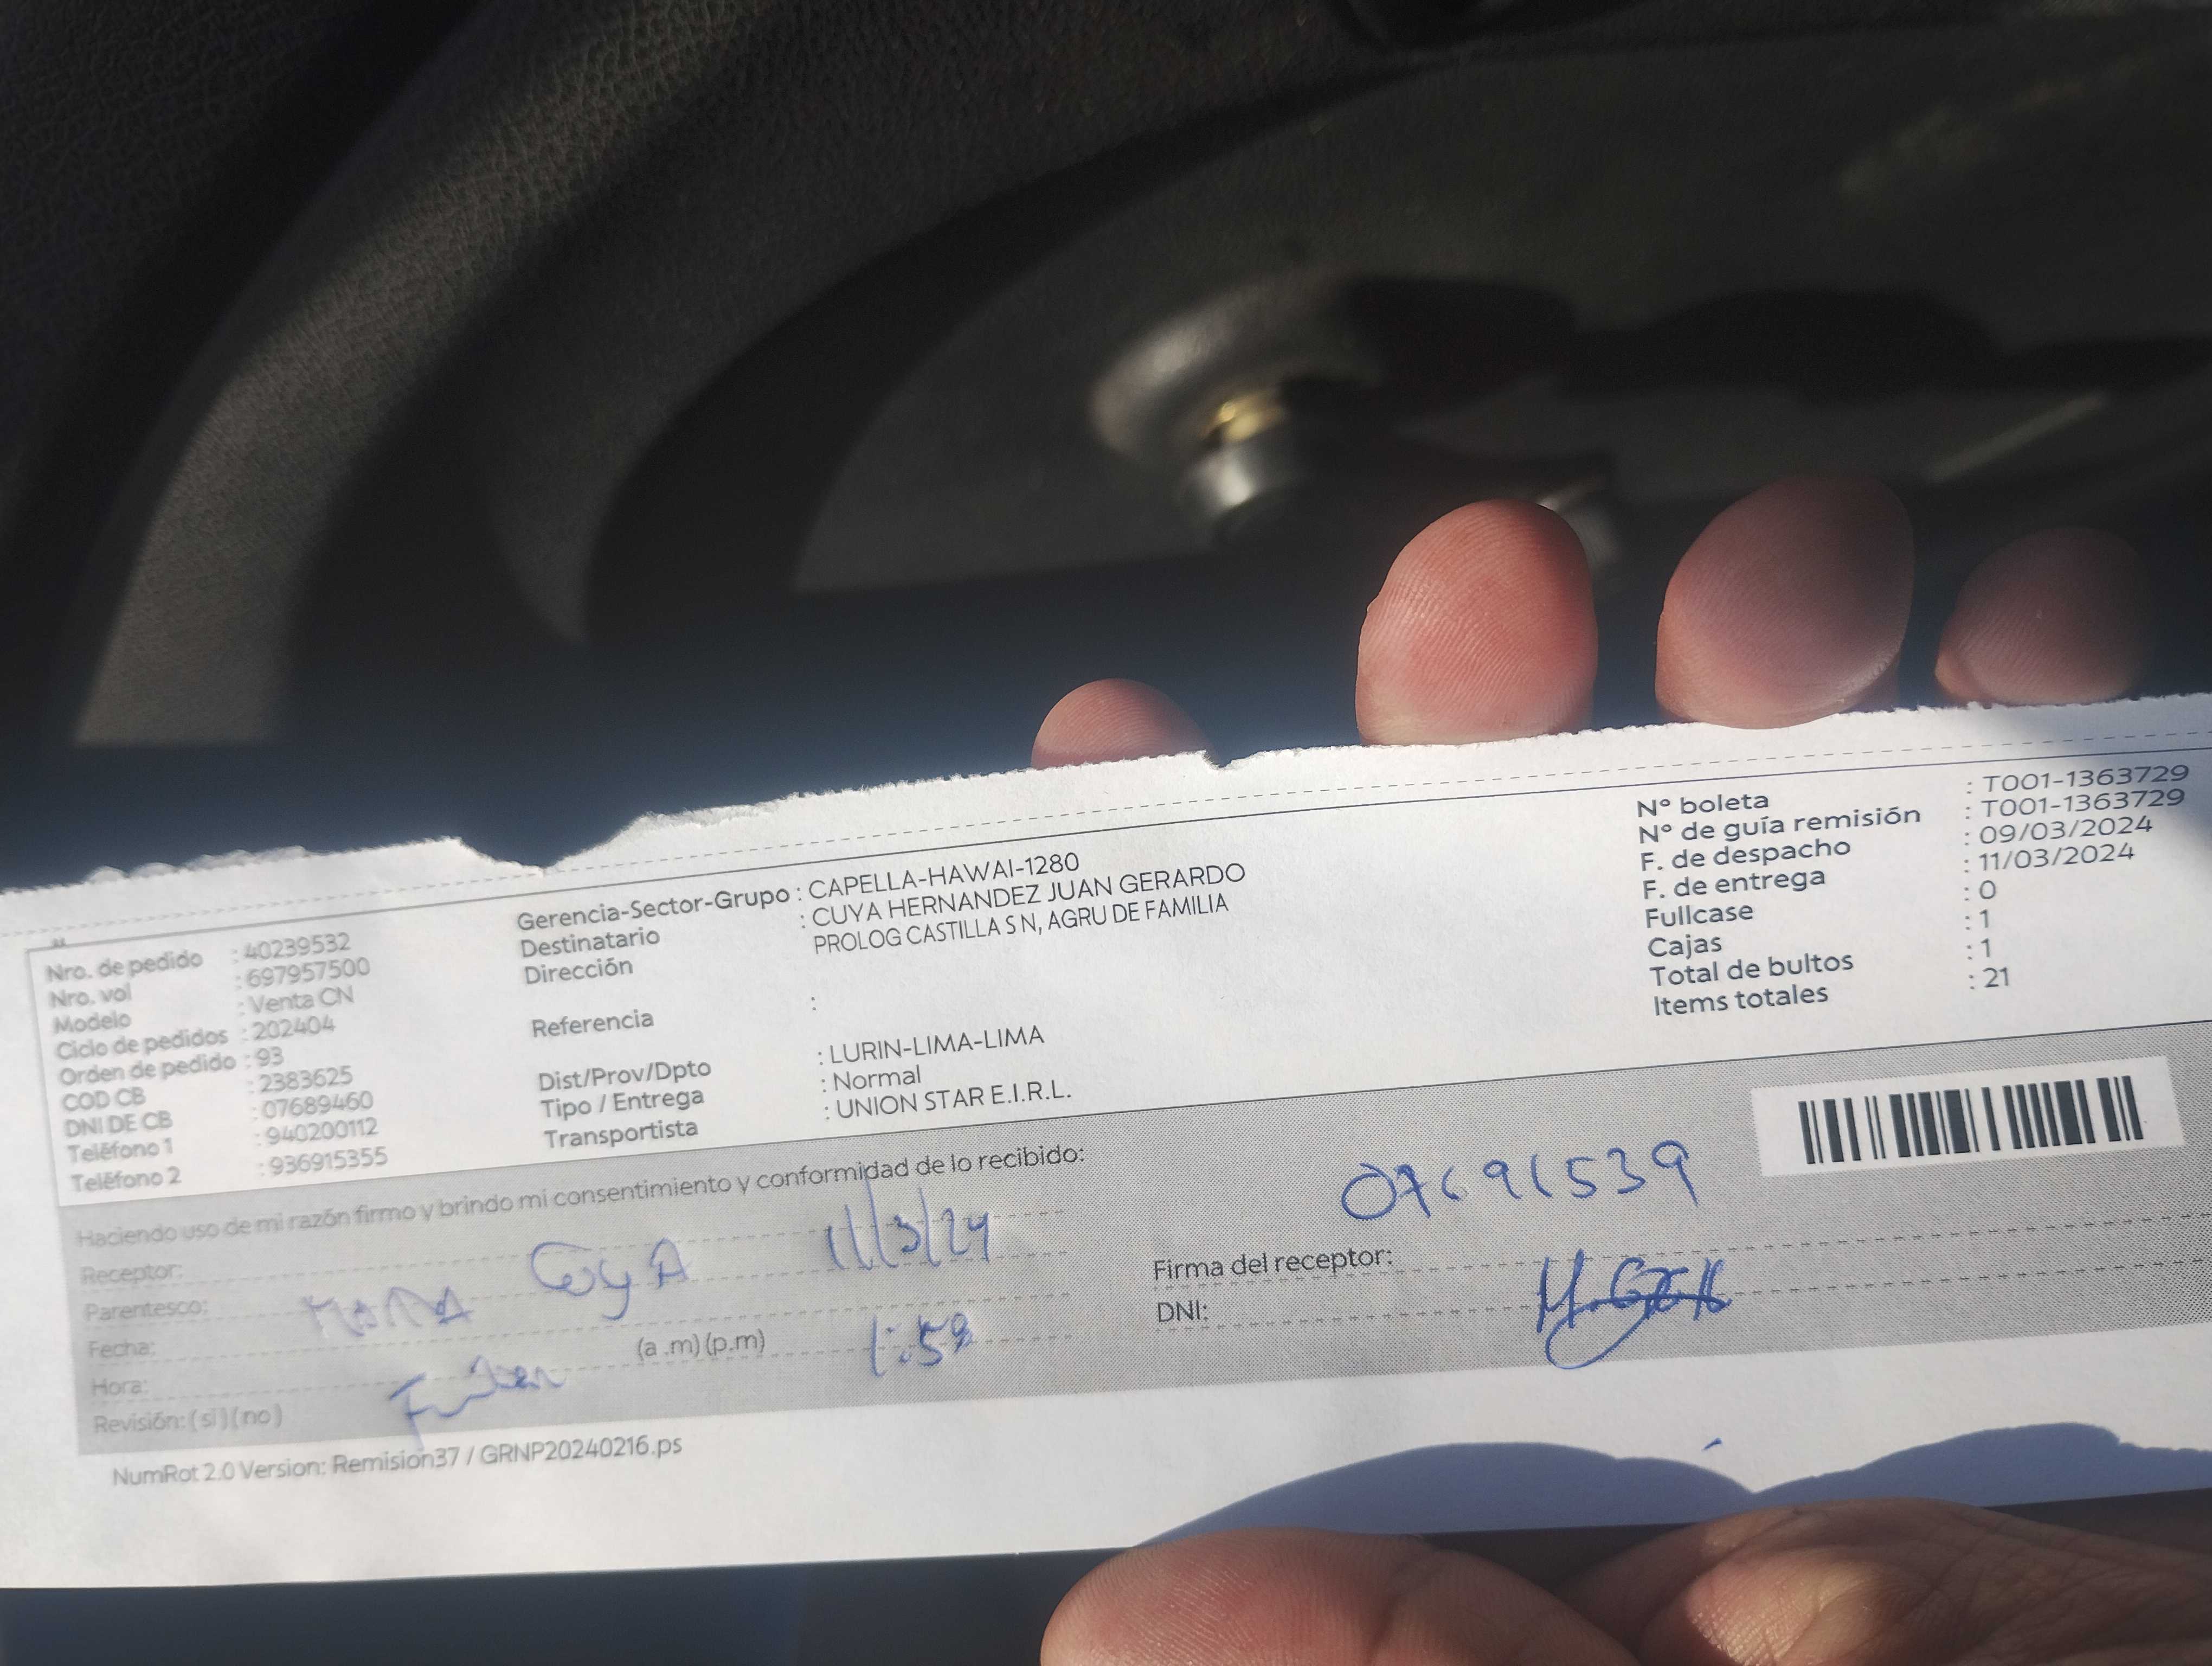 Nro. de pedido : 40239532
Nro. vol : 697957500
Modelo : Venta CN
Ciclo de pedidos : 202404
Orden de pedido : 93
COD CB : 2383625
DNI DE CB : 07689460
Teléfono 1 : 940200112
Teléfono 2 : 936915355
Gerencia-Sector-Grupo : CAPELLA-HAWAI-1280
Destinatario : CUYA HERNANDEZ JUAN GERARDO
Dirección PROLOG CASTILLA S N, AGRU DE FAMILIA
Referencia :
Dist/Prov/Dpto : LURIN-LIMA-LIMA
Tipo / Entrega : Normal
Transportista : UNION STAR E.I.R.L.
N° boleta : T001-1363729
N° de guía remisión : T001-1363729
F. de despacho : 09/03/2024
F. de entrega : 11/03/2024
Fullcase : 0
Cajas : 1
Total de bultos : 1
Items totales : 21
Haciendo uso de mi razón firmo y brindo mi consentimiento y conformidad de lo recibido:
Receptor:
Parentesco:
11/3/24
Fecha:
Hora: (a .m) (p.m)
Revisión: ( si ) ( no )
Firma del receptor:
DNI:
NumRot 2.0 Version: Remision37 / GRNP20240216.ps